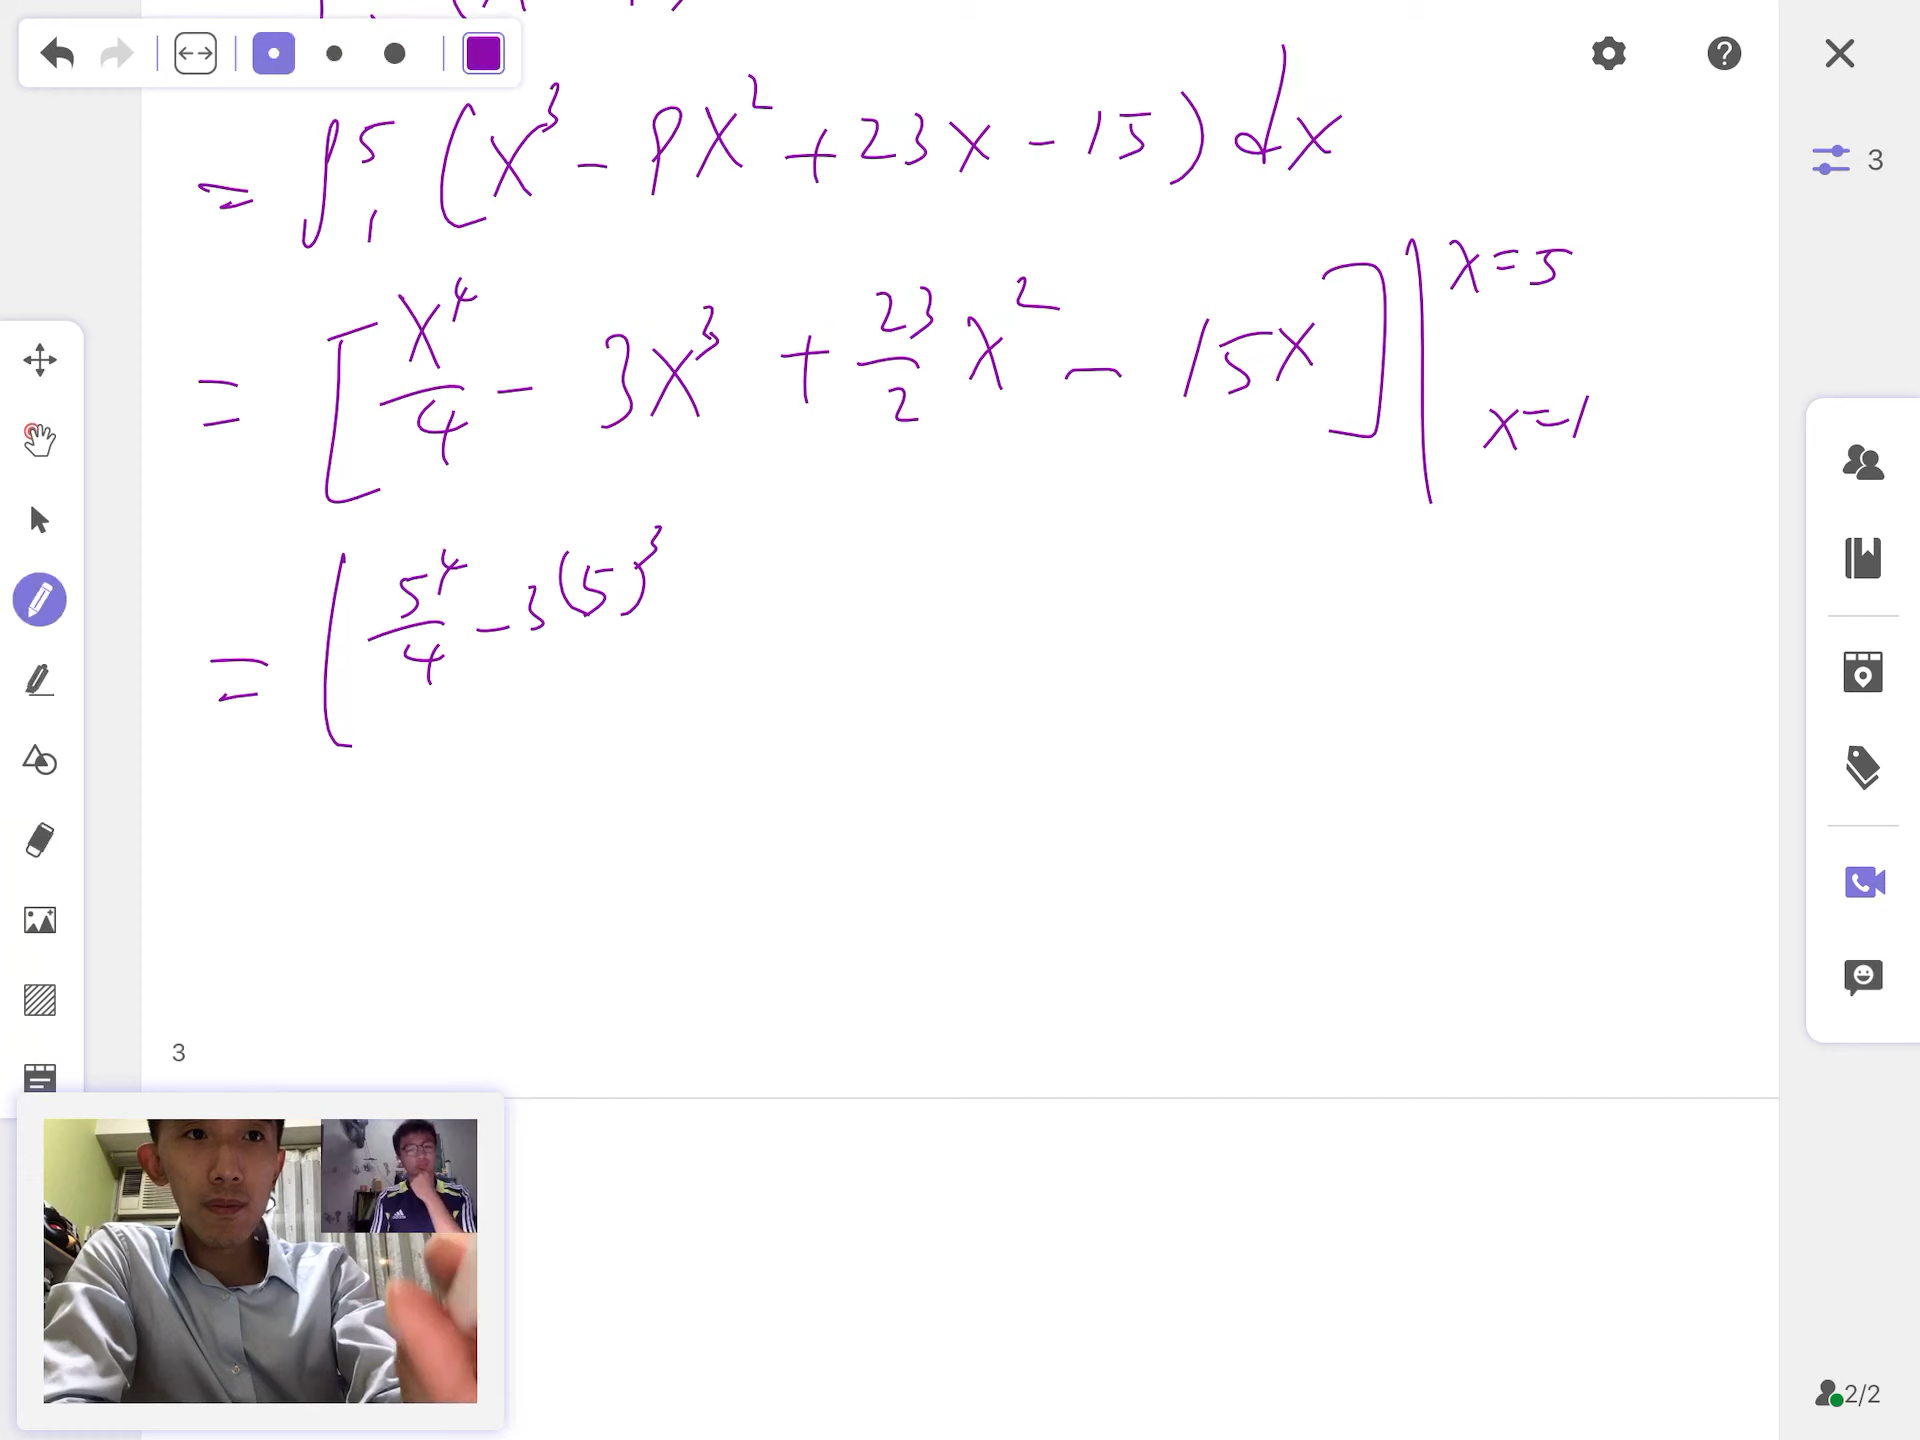 3
= ∫₁⁵ (x³ - 9x² + 23x - 15) dx
= [x⁴/4 - 3x³ + 23/2 x² - 15x] | x=5 x=1
= (5⁴/4 - 3(5)³
3
adidas
2/2